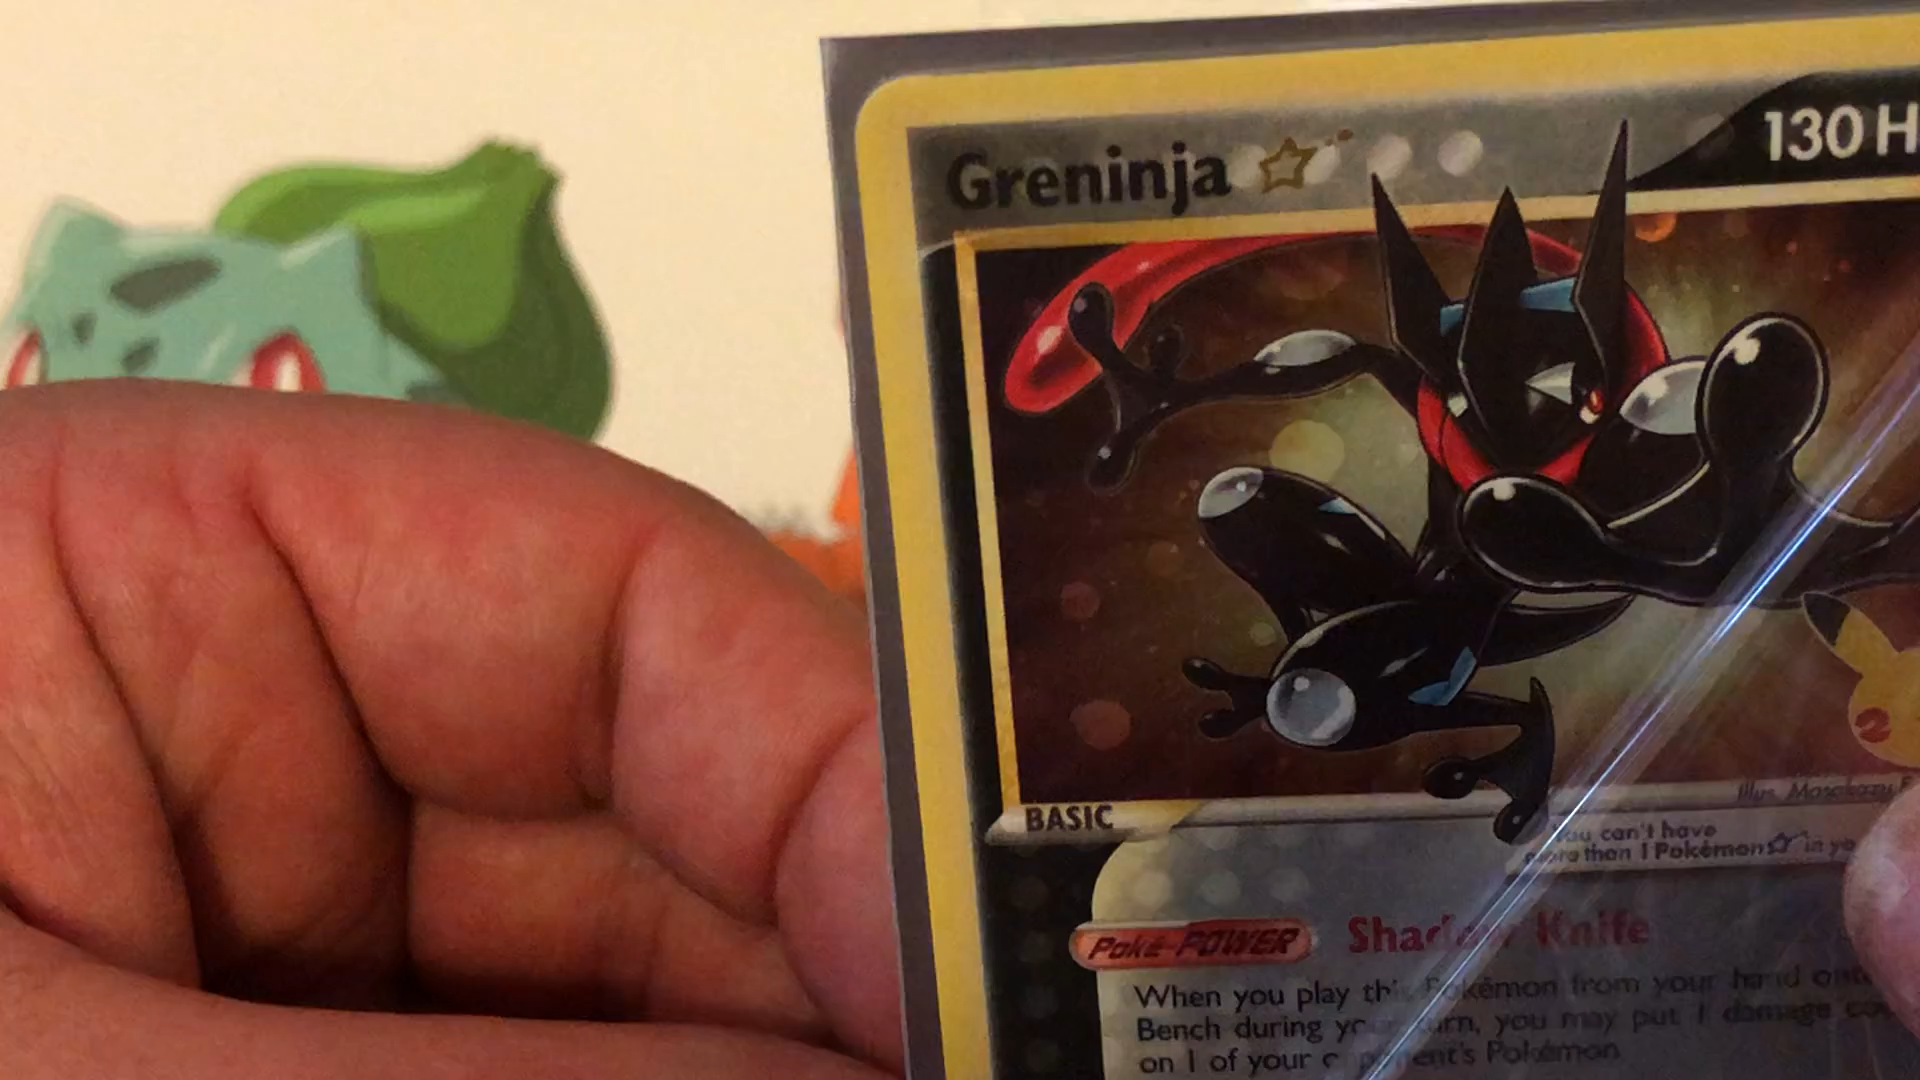 Greninja
130 H
BASIC
Illus. Masakazu F
You can't have
more than 1 Pokémon in yo
Poké-POWER Shadow Knife
When you play this Pokémon from your hand onto
Bench during your turn, you may put 1 damage co
on 1 of your opponent's Pokémon